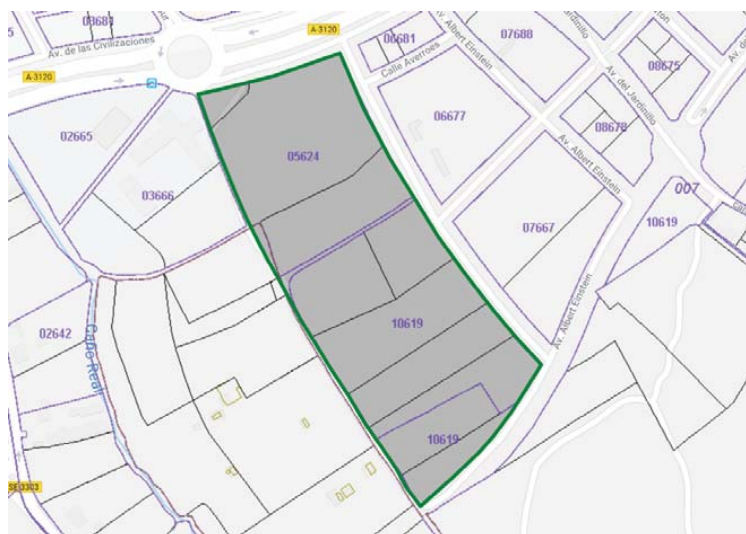 03681
Av. de las Civilizaciones
A-3120
A-3120
06681
Calle Averroes
Av. Albert Einstein
07688
08675
Av. del Jardinillo
A-3120
02665
03666
05624
06677
08678
Av. Albert Einstein
007
10619
07667
02642
Caño Real
10619
Av. Albert Einstein
10619
SE-3303